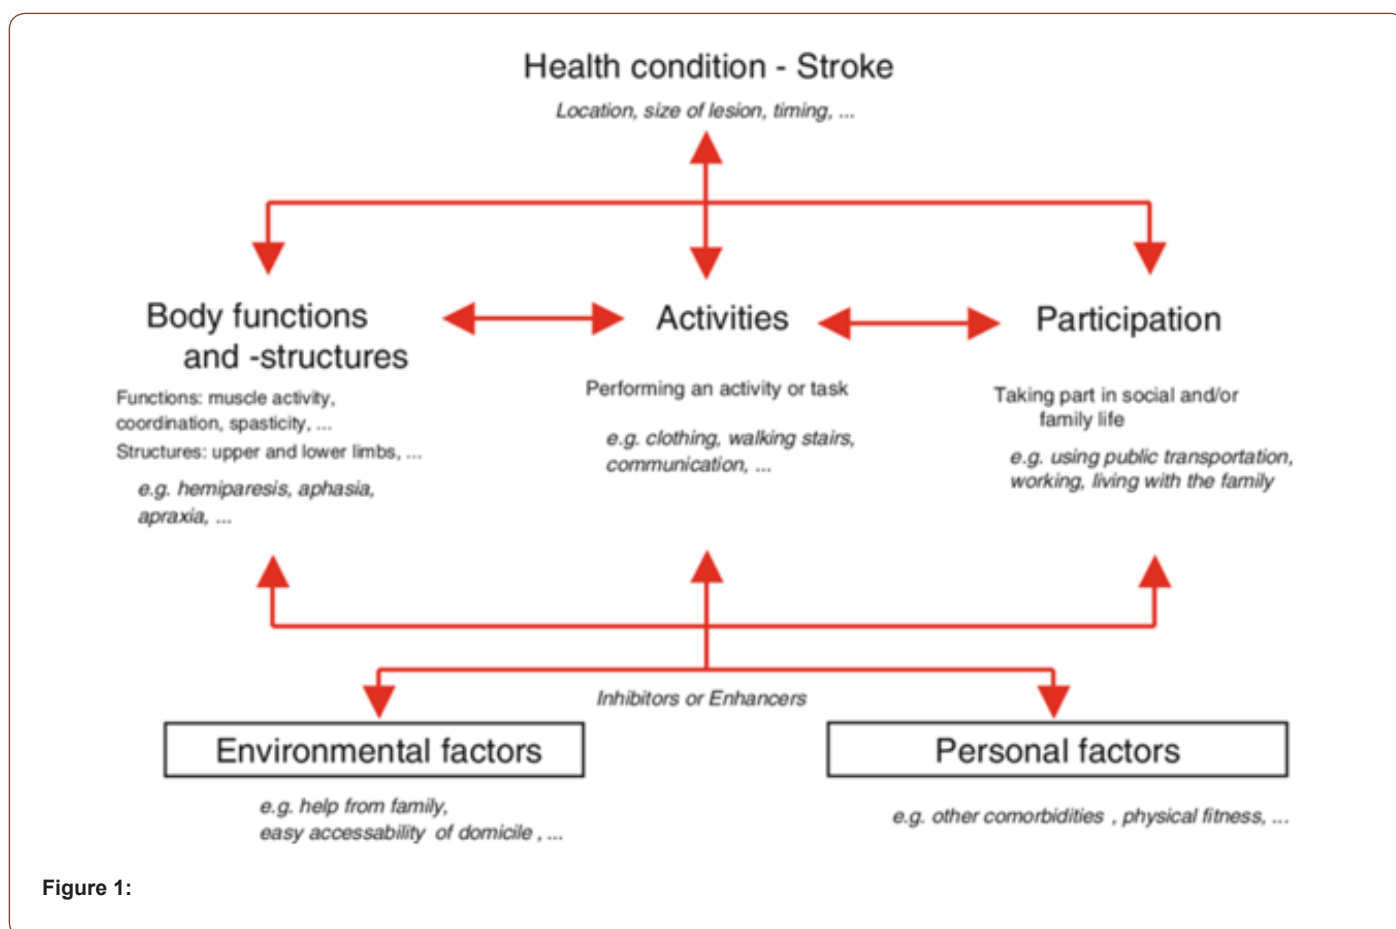 Health condition - Stroke
Location, size of lesion, timing, ...
Body functions
and -structures
Functions: muscle activity,
coordination, spasticity, ...
Structures: upper and lower limbs, ...
e.g. hemiparesis, aphasia,
apraxia, ...
Activities
Performing an activity or task
e.g. clothing, walking stairs,
communication, ...
Participation
Taking part in social and/or
family life
e.g. using public transportation,
working, living with the family
Inhibitors or Enhancers
Environmental factors
e.g. help from family,
easy accessability of domicile , ...
Personal factors
e.g. other comorbidities , physical fitness, ...
Figure 1: